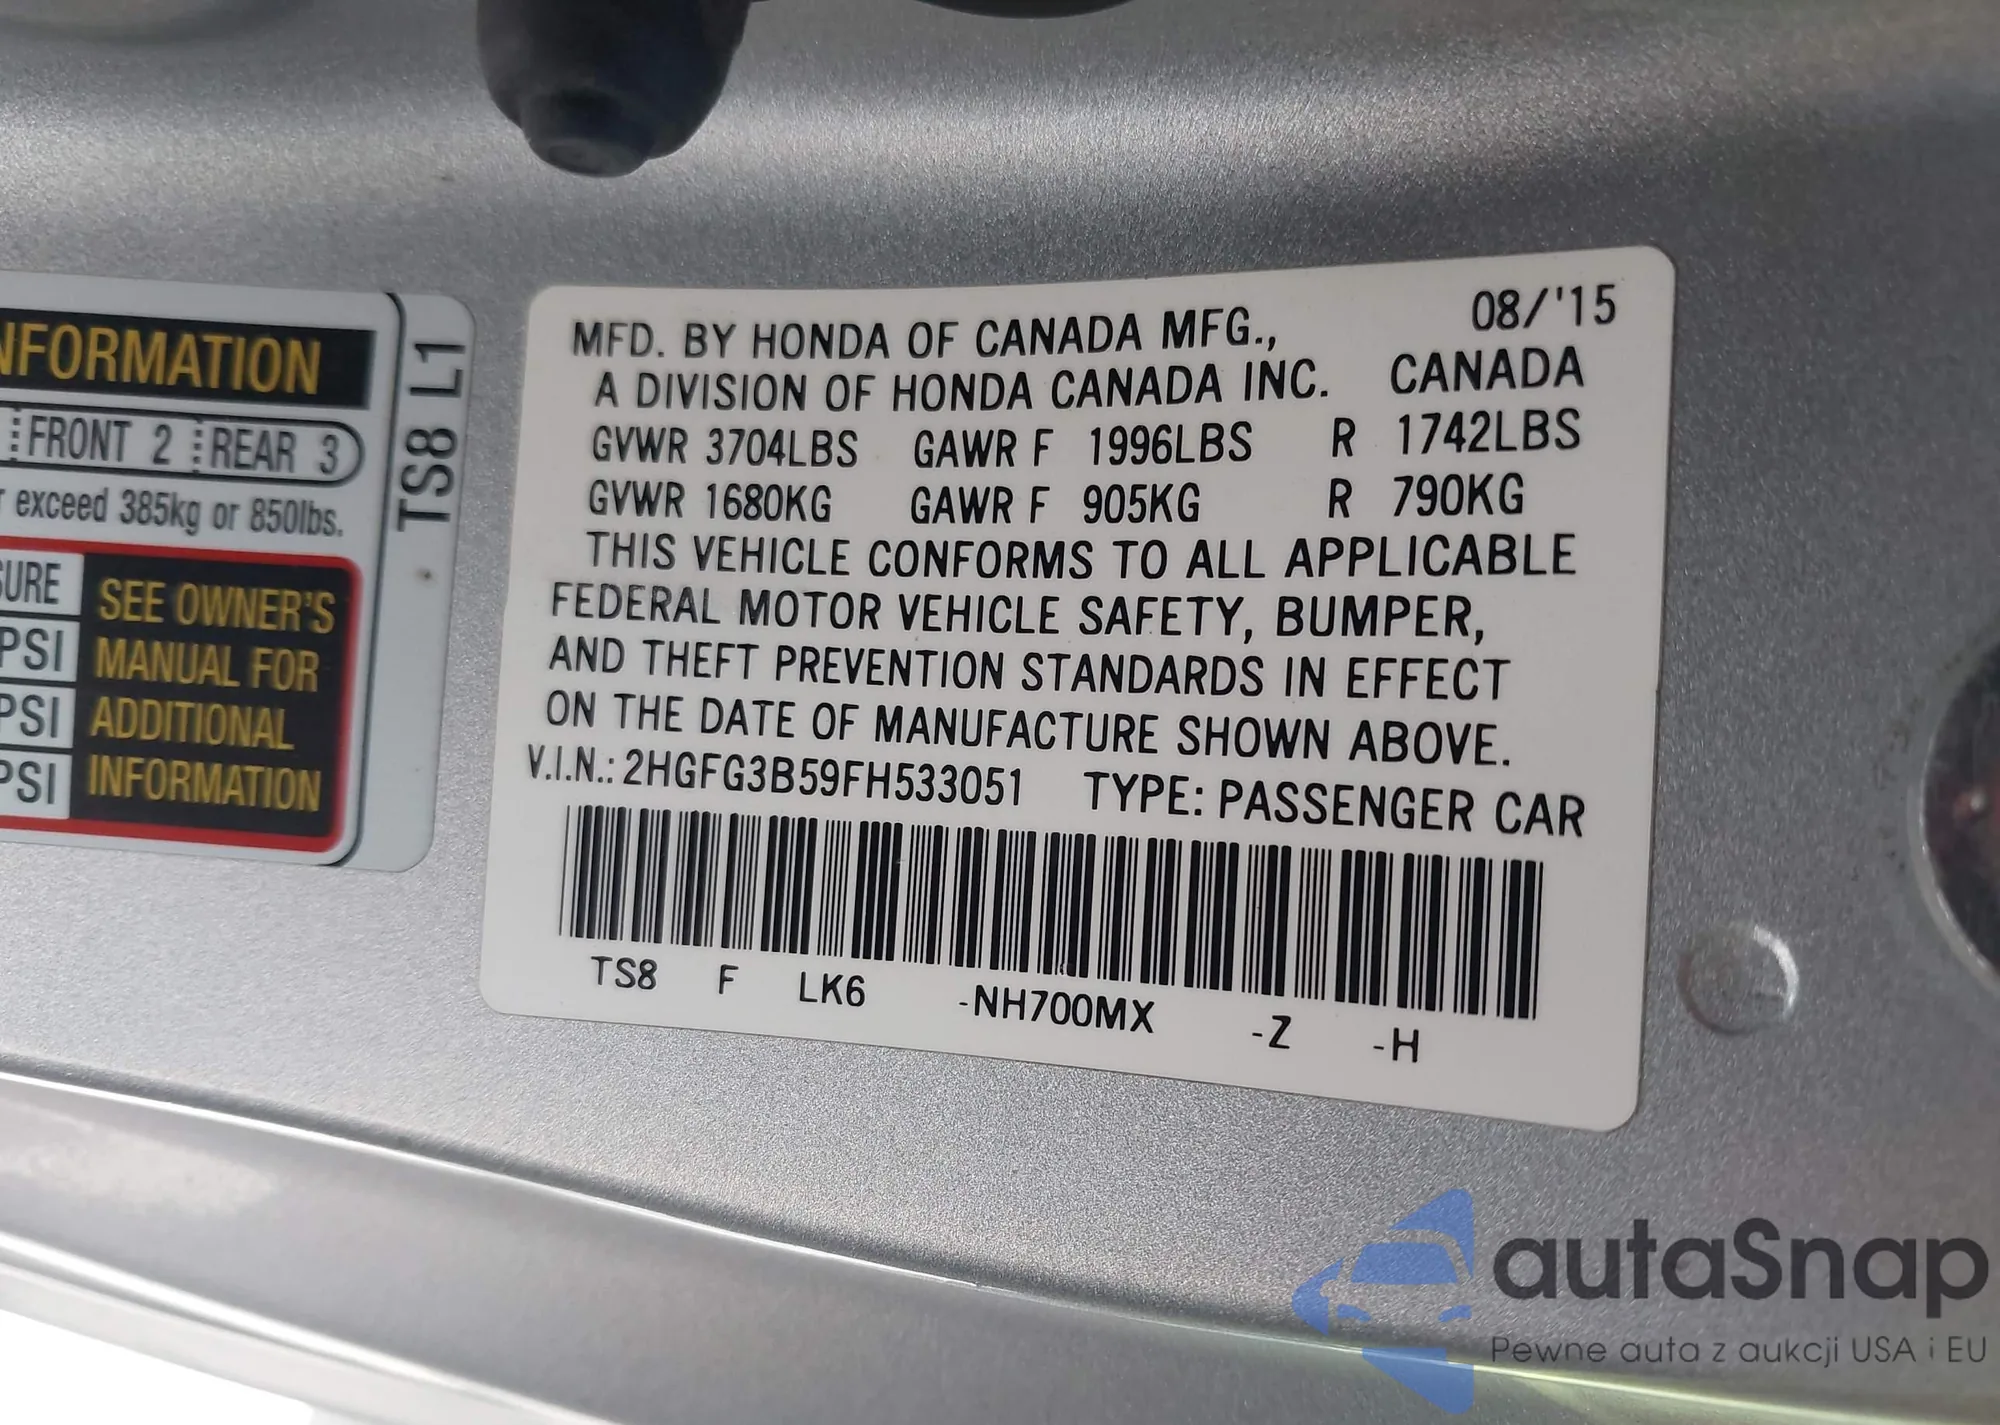 NFORMATION
FRONT 2 REAR 3
exceed 385kg or 850lbs.
SURE
PSI
PSI
PSI
SEE OWNER'S
MANUAL FOR
ADDITIONAL
INFORMATION
TS8 L1
08/'15
MFD. BY HONDA OF CANADA MFG.,
A DIVISION OF HONDA CANADA INC. CANADA
GVWR 3704LBS GAWR F 1996LBS R 1742LBS
GVWR 1680KG GAWR F 905KG R 790KG
THIS VEHICLE CONFORMS TO ALL APPLICABLE
FEDERAL MOTOR VEHICLE SAFETY, BUMPER,
AND THEFT PREVENTION STANDARDS IN EFFECT
ON THE DATE OF MANUFACTURE SHOWN ABOVE.
V.I.N.: 2HGFG3B59FH533051 TYPE: PASSENGER CAR
TS8 F LK6 -NH700MX -Z -H
autaSnap
Pewne auta z aukcji USA i EU